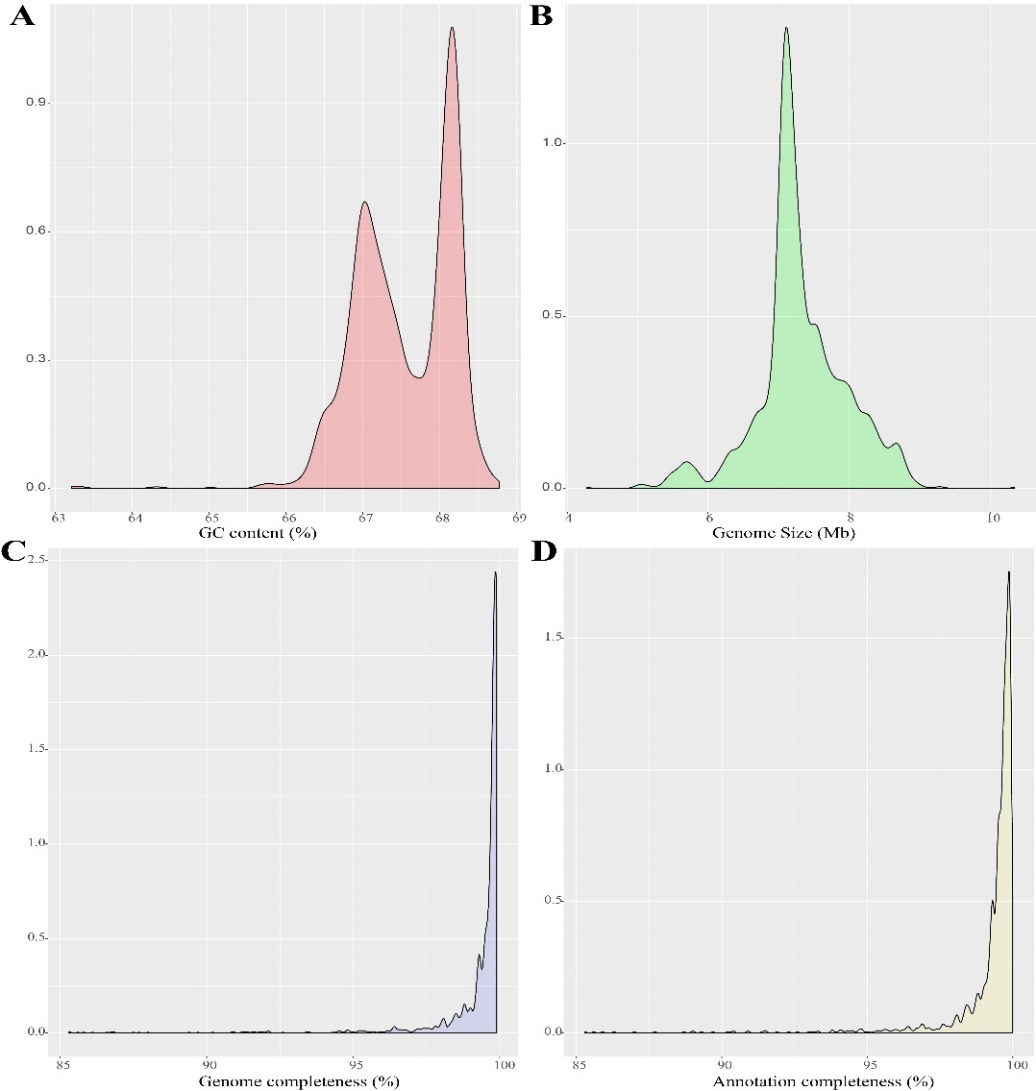 A
0.9
0.6
0.3
0.0
63 64 65 66 67 68 69
GC content (%)
B
1.0
0.5
0.0
4 6 8 10
Genome Size (Mb)
C
2.5
2.0
1.5
1.0
0.5
0.0
85 90 95 100
Genome completeness (%)
D
1.5
1.0
0.5
0.0
85 90 95 100
Annotation completeness (%)